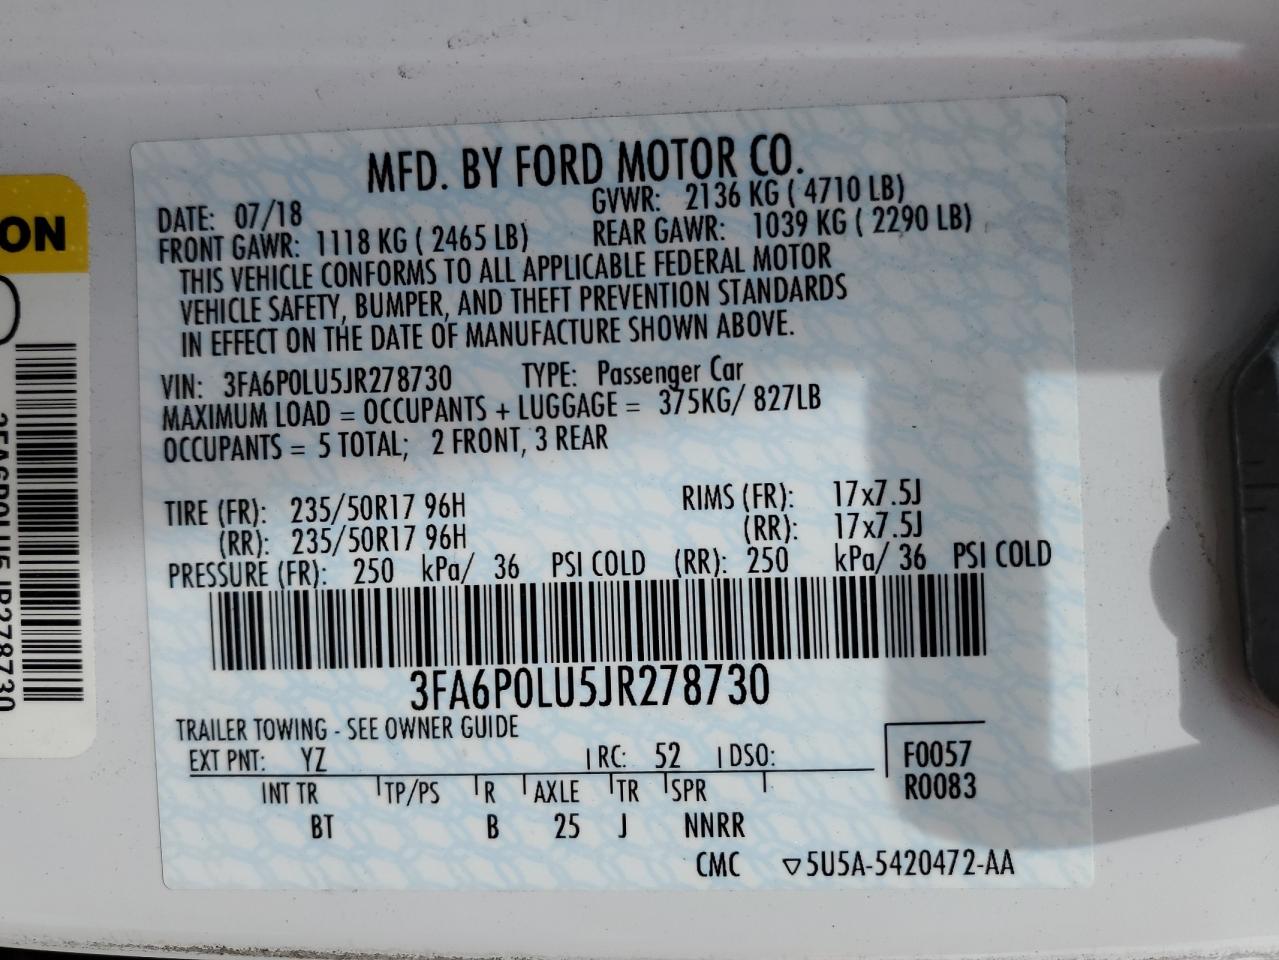 MFD. BY FORD MOTOR CO.
DATE: 07/18 GVWR: 2136 KG ( 4710 LB)
FRONT GAWR: 1118 KG ( 2465 LB) REAR GAWR: 1039 KG ( 2290 LB)
THIS VEHICLE CONFORMS TO ALL APPLICABLE FEDERAL MOTOR
VEHICLE SAFETY, BUMPER, AND THEFT PREVENTION STANDARDS
IN EFFECT ON THE DATE OF MANUFACTURE SHOWN ABOVE.
VIN: 3FA6P0LU5JR278730 TYPE: Passenger Car
MAXIMUM LOAD = OCCUPANTS + LUGGAGE = 375KG/ 827LB
OCCUPANTS = 5 TOTAL; 2 FRONT, 3 REAR
TIRE (FR): 235/50R17 96H RIMS (FR): 17x7.5J
(RR): 235/50R17 96H (RR): 17x7.5J
PRESSURE (FR): 250 kPa/ 36 PSI COLD (RR): 250 kPa/ 36 PSI COLD
3FA6P0LU5JR278730
TRAILER TOWING - SEE OWNER GUIDE
EXT PNT: YZ RC: 52 DSO: F0057
INT TR TP/PS R AXLE TR SPR R0083
BT B 25 J NNRR
CMC ▽5U5A-5420472-AA
ON
3FA6P0LU5JR278730